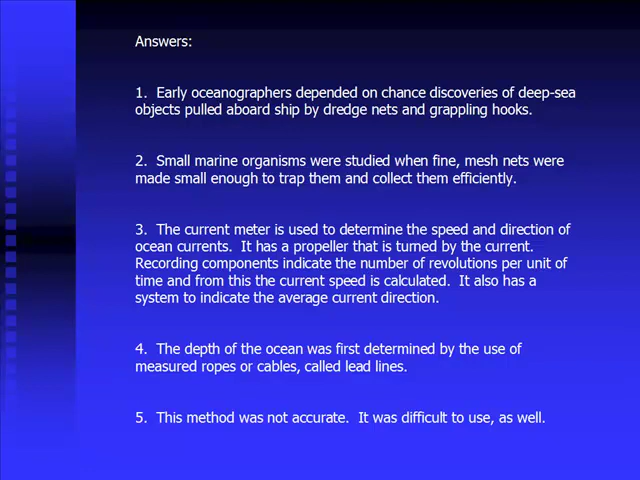 Answers:
1. Early oceanographers depended on chance discoveries of deep-sea
objects pulled aboard ship by dredge nets and grappling hooks.
2. Small marine organisms were studied when fine, mesh nets were
made small enough to trap them and collect them efficiently.
3. The current meter is used to determine the speed and direction of
ocean currents. It has a propeller that is turned by the current.
Recording components indicate the number of revolutions per unit of
time and from this the current speed is calculated. It also has a
system to indicate the average current direction.
4. The depth of the ocean was first determined by the use of
measured ropes or cables, called lead lines.
5. This method was not accurate. It was difficult to use, as well.